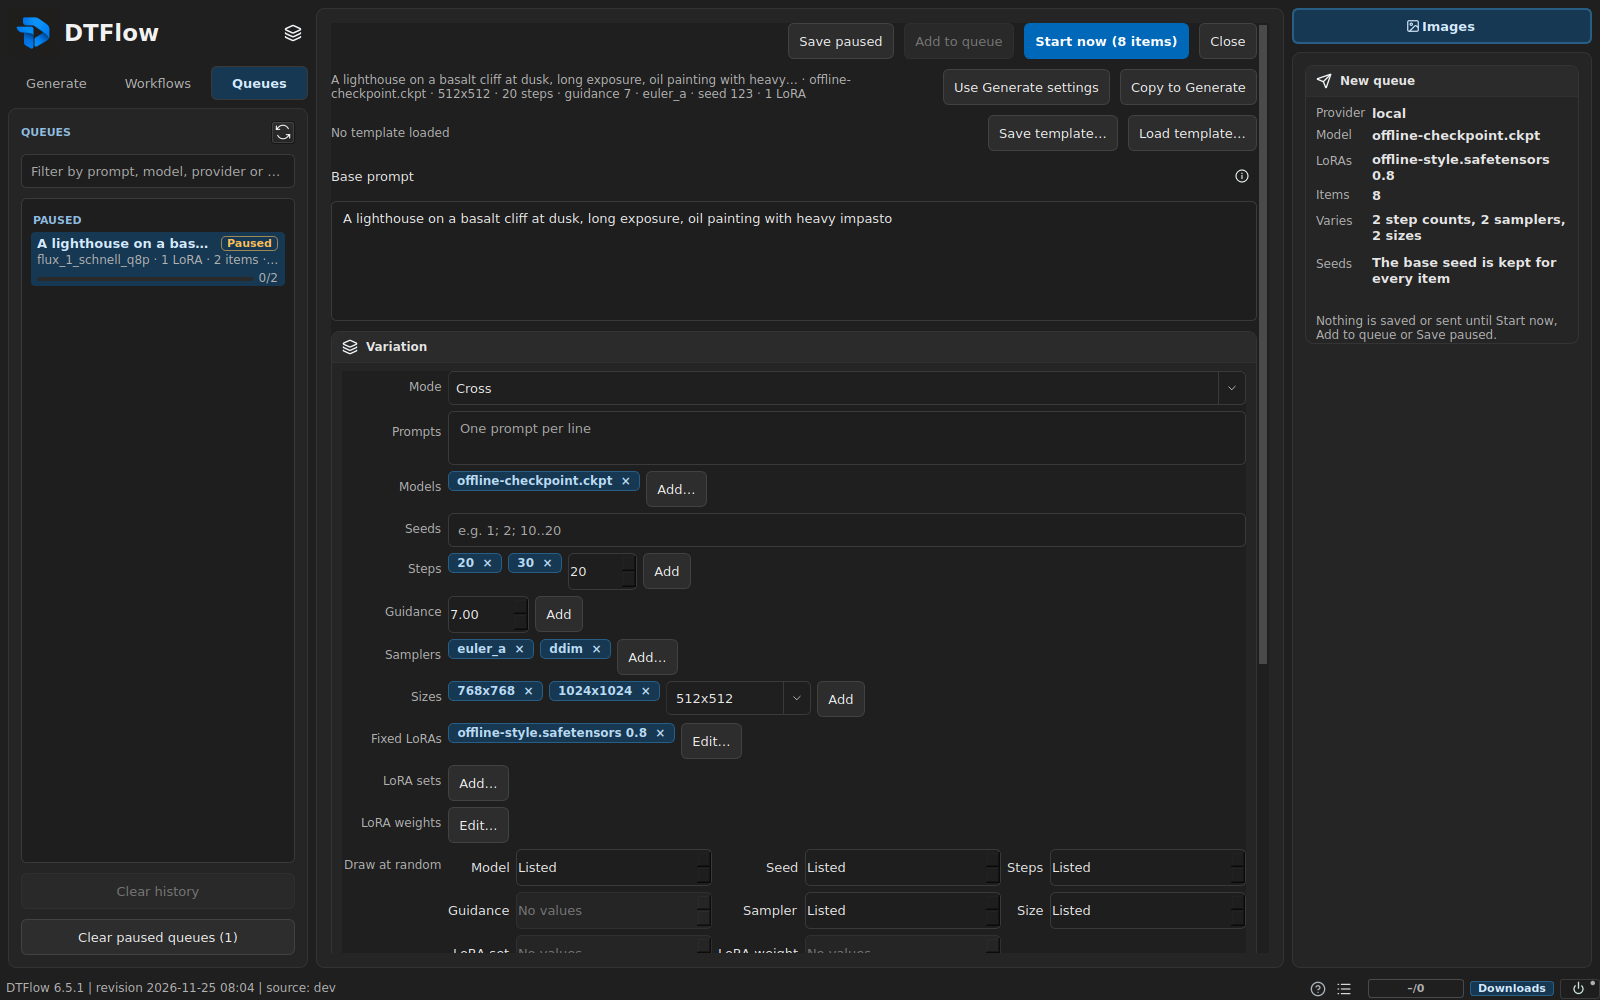 DTFlow
Generate
Workflows
Queues
QUEUES
Filter by prompt, model, provider or ...
PAUSED
A lighthouse on a bas...
Paused
flux_1_schnell_q8p · 1 LoRA · 2 items ·...
0/2
Clear history
Clear paused queues (1)
Save paused
Add to queue
Start now (8 items)
Close
A lighthouse on a basalt cliff at dusk, long exposure, oil painting with heavy... · offline-
checkpoint.ckpt · 512x512 · 20 steps · guidance 7 · euler_a · seed 123 · 1 LoRA
Use Generate settings
Copy to Generate
No template loaded
Save template...
Load template...
Base prompt
A lighthouse on a basalt cliff at dusk, long exposure, oil painting with heavy impasto
Variation
Mode
Cross
Prompts
One prompt per line
Models
offline-checkpoint.ckpt ×
Add...
Seeds
e.g. 1; 2; 10..20
Steps
20 ×
30 ×
20
Add
Guidance
7.00
Add
Samplers
euler_a ×
ddim ×
Add...
Sizes
768x768 ×
1024x1024 ×
512x512
Add
Fixed LoRAs
offline-style.safetensors 0.8 ×
Edit...
LoRA sets
Add...
LoRA weights
Edit...
Draw at random
Model
Listed
Seed
Listed
Steps
Listed
Guidance
No values
Sampler
Listed
Size
Listed
LoRA set
No values
LoRA weight
No values
Images
New queue
Provider
local
Model
offline-checkpoint.ckpt
LoRAs
offline-style.safetensors
0.8
Items
8
Varies
2 step counts, 2 samplers,
2 sizes
Seeds
The base seed is kept for
every item
Nothing is saved or sent until Start now,
Add to queue or Save paused.
DTFlow 6.5.1 | revision 2026-11-25 08:04 | source: dev
-/0
Downloads